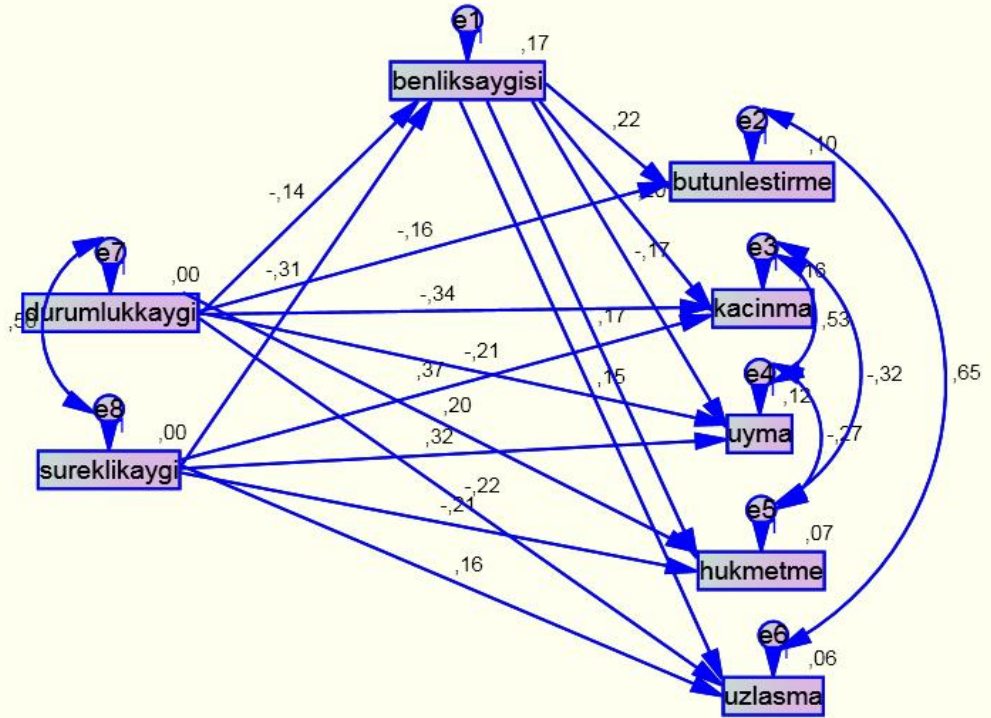 e1
,17
benliksaygisi
e2
,22
,10
butunlestirme
-,14
-,16
-,17
e7
,00
-,31
e3
,16
durumlukkaygi
-,34
kacinma
,17
,53
-,21
-,32
,65
,37
,15
e4
,12
e8
,00
,20
,32
uyma
-,27
sureklikaygi
-,22
-,21
e5
,07
,16
hukmetme
e6
,06
uzlasma